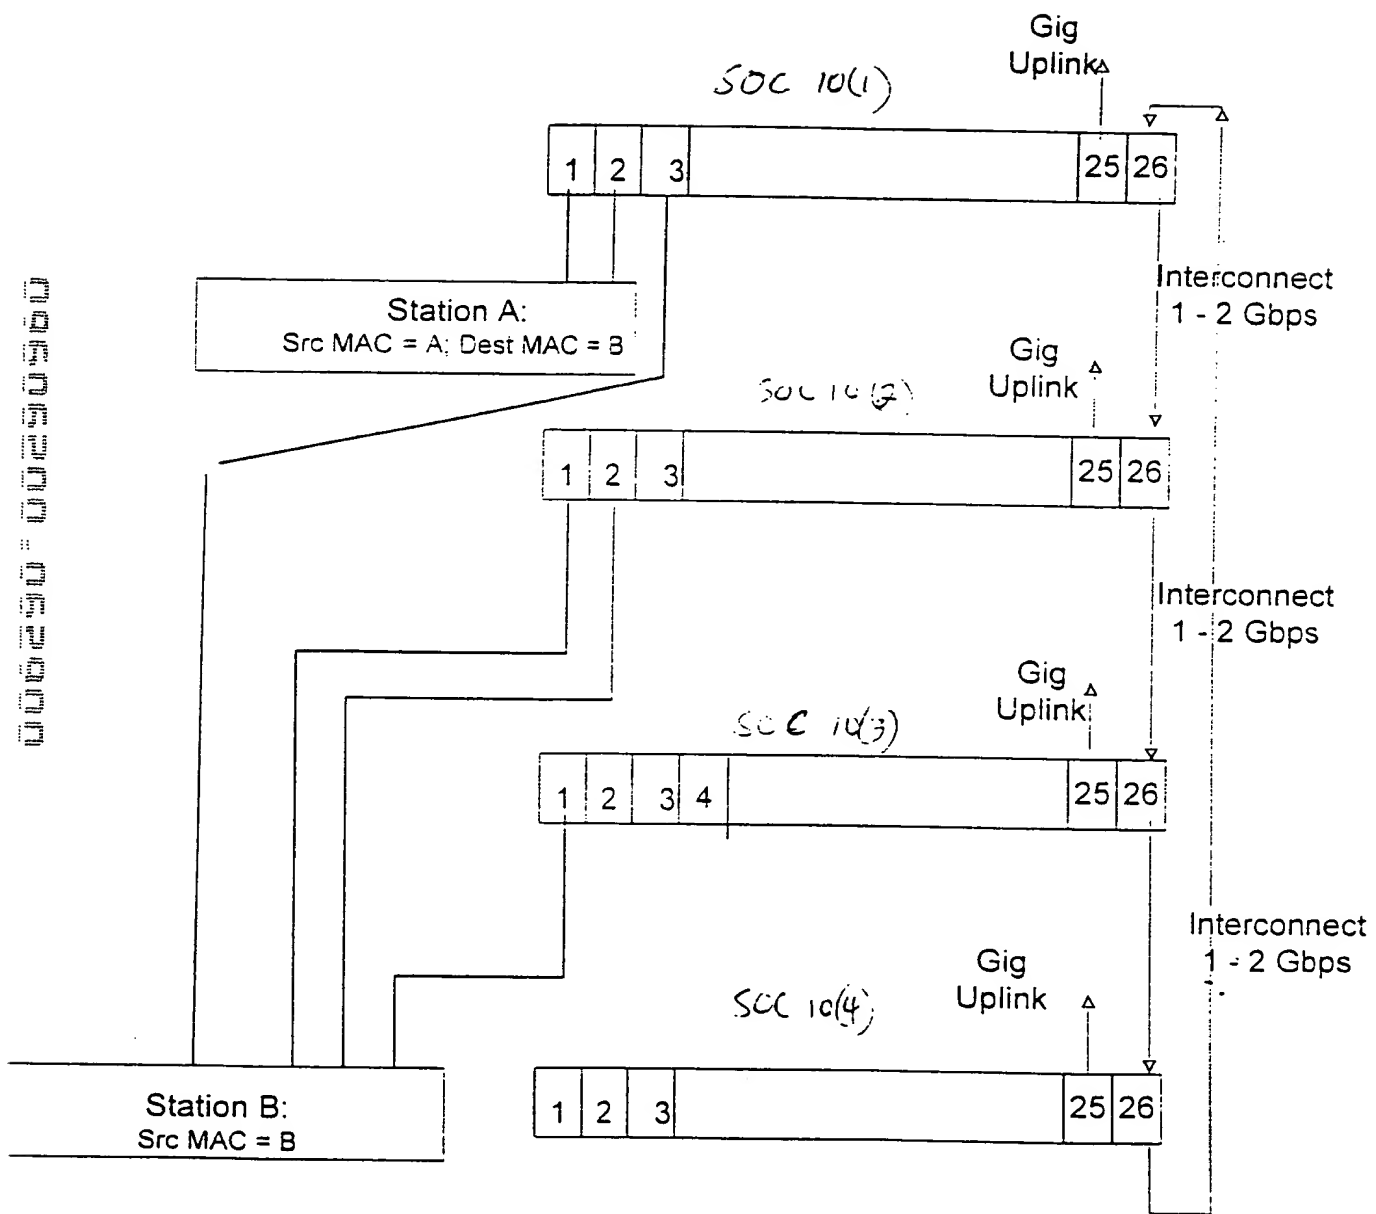 Gig
Uplink
SOC 10(1)
1 2 3 25 26
Interconnect
1 - 2 Gbps
Station A:
Src MAC = A; Dest MAC = B
Gig
Uplink
SOC 10(2)
1 2 3 25 26
Interconnect
1 - 2 Gbps
Gig
Uplink
SOC 10(3)
1 2 3 4 25 26
Interconnect
1 - 2 Gbps
Gig
Uplink
SOC 10(4)
1 2 3 25 26
Station B:
Src MAC = B